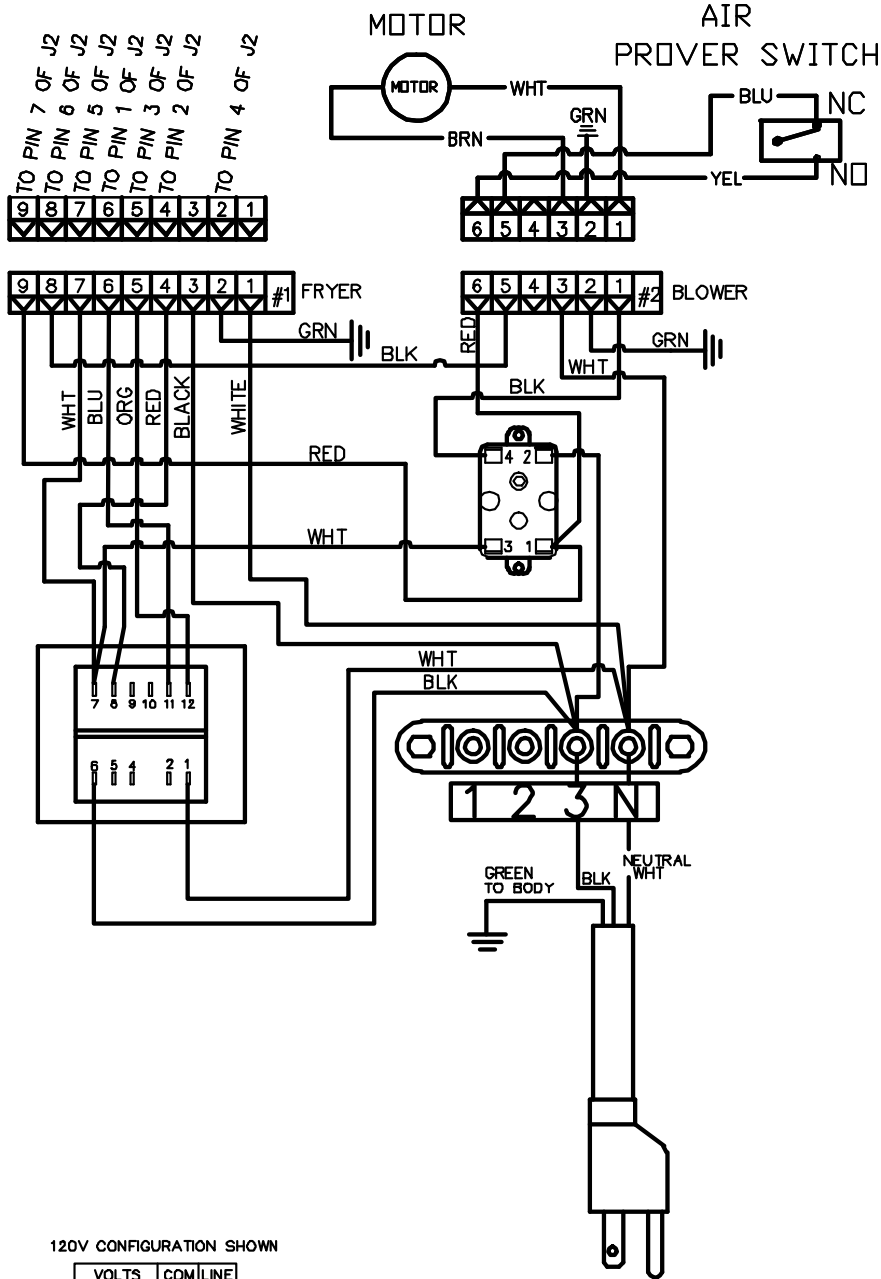 MOTOR
AIR
PROVER SWITCH
TO PIN 7 OF J2
TO PIN 6 OF J2
TO PIN 5 OF J2
TO PIN 1 OF J2
TO PIN 3 OF J2
TO PIN 2 OF J2
TO PIN 4 OF J2
MOTOR
WHT
BRN
GRN
BLU
NC
YEL
NO
9 8 7 6 5 4 3 2 1
6 5 4 3 2 1
9 8 7 6 5 4 3 2 1 #1 FRYER
6 5 4 3 2 1 #2 BLOWER
GRN
BLK
RED
WHT
GRN
BLK
WHT
BLU
ORG
RED
BLACK
WHITE
RED
4 2
WHT
3 1
WHT
BLK
7 8 9 10 11 12
6 5 4 2 1
1 2 3 N
GREEN
TO BODY
BLK
NEUTRAL
WHT
120V CONFIGURATION SHOWN
VOLTS COM LINE